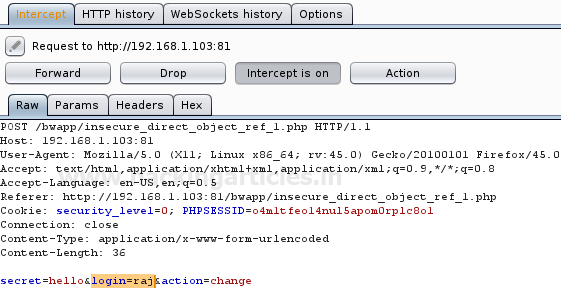 Intercept HTTP history WebSockets history Options
Request to http://192.168.1.103:81
Forward Drop Intercept is on Action
Raw Params Headers Hex
POST /bwapp/insecure_direct_object_ref_1.php HTTP/1.1
Host: 192.168.1.103:81
User-Agent: Mozilla/5.0 (X11; Linux x86_64; rv:45.0) Gecko/20100101 Firefox/45.0
Accept: text/html,application/xhtml+xml,application/xml;q=0.9,*/*;q=0.8
Accept-Language: en-US,en;q=0.5
Referer: http://192.168.1.103:81/bwapp/insecure_direct_object_ref_1.php
Cookie: security_level=0; PHPSESSID=o4m1tfeol4nul5apom0rplc8o1
Connection: close
Content-Type: application/x-www-form-urlencoded
Content-Length: 36
secret=hello&login=raj&action=change